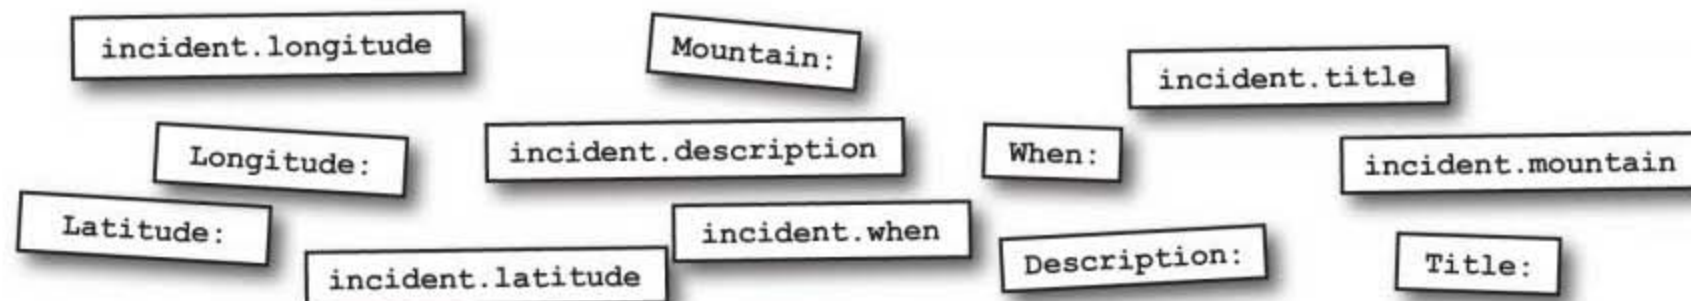 incident.longitude
Mountain:
incident.title
Longitude:
incident.description
When:
incident.mountain
Latitude:
incident.latitude
incident.when
Description:
Title: